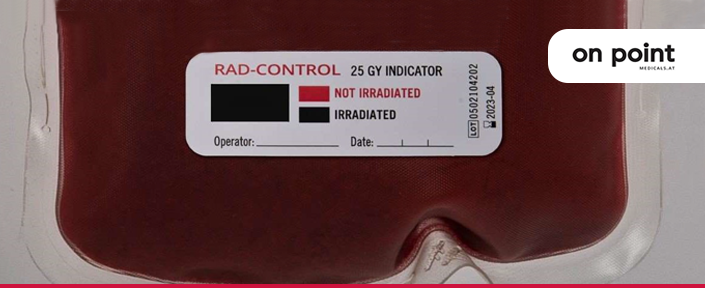 on point
MEDICALS.AT
RAD-CONTROL 25 GY INDICATOR
NOT IRRADIATED
IRRADIATED
Operator: Date:
LOT 0502104202
2023-04